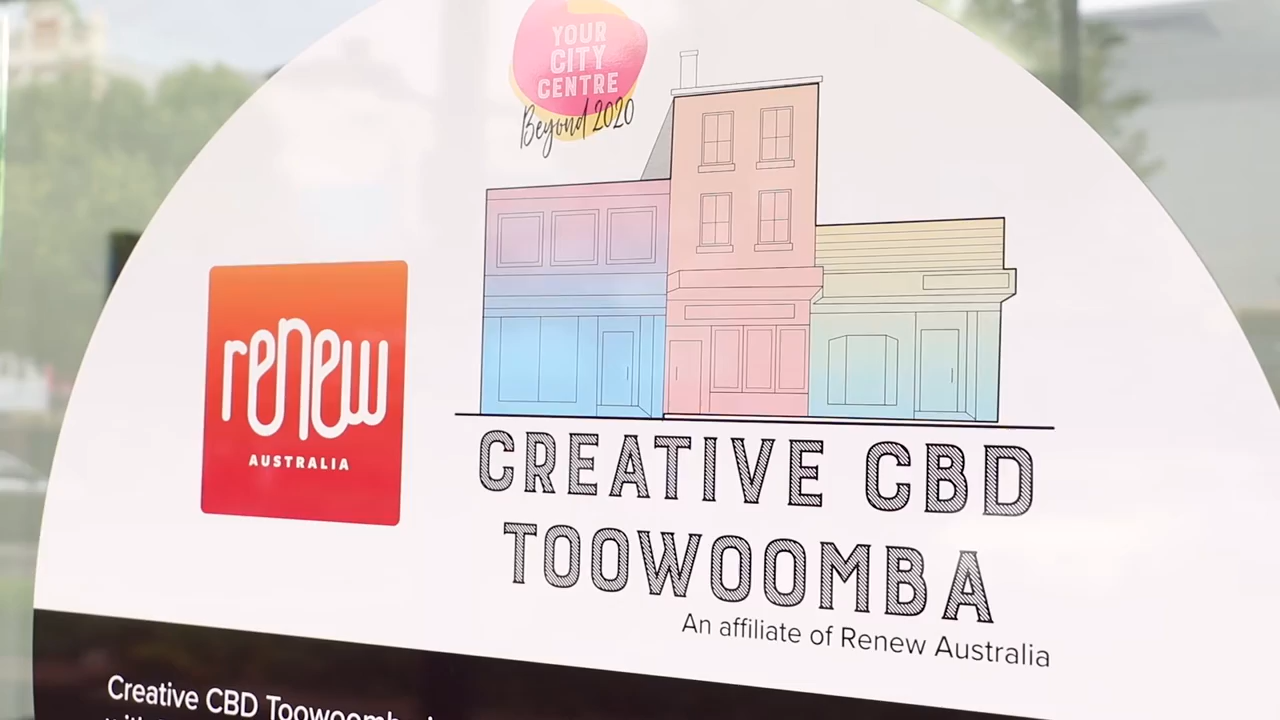 YOUR
CITY
CENTRE
Beyond 2020
renew
AUSTRALIA
CREATIVE CBD
TOOWOOMBA
An affiliate of Renew Australia
Creative CBD Toowoomba